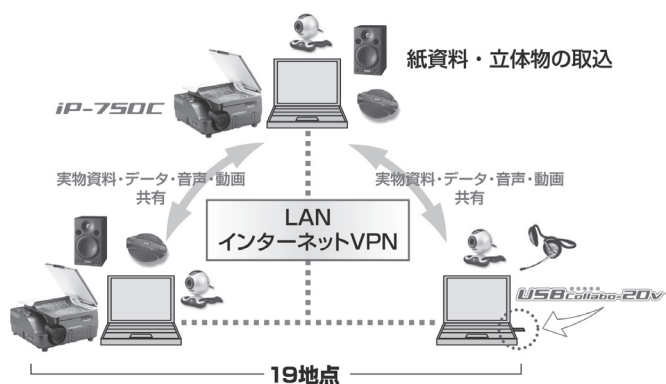 紙資料・立体物の取込
iP-750C
実物資料・データ・音声・動画
共有
実物資料・データ・音声・動画
共有
LAN
インターネットVPN
USBCollabo-20v
19地点